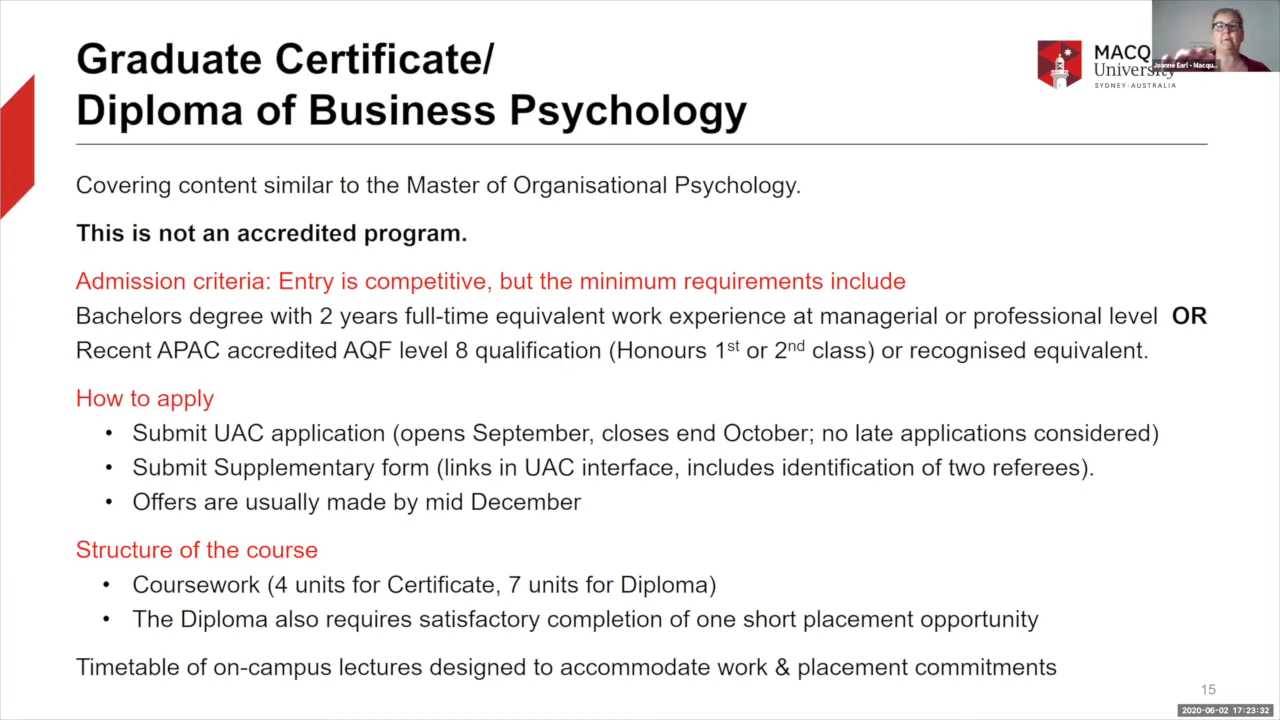 Graduate Certificate/
Diploma of Business Psychology
MACQ
University
SYDNEY·AUSTRALIA
Joanne Earl - Macqu...
Covering content similar to the Master of Organisational Psychology.
This is not an accredited program.
Admission criteria: Entry is competitive, but the minimum requirements include
Bachelors degree with 2 years full-time equivalent work experience at managerial or professional level OR
Recent APAC accredited AQF level 8 qualification (Honours 1st or 2nd class) or recognised equivalent.
How to apply
• Submit UAC application (opens September, closes end October; no late applications considered)
• Submit Supplementary form (links in UAC interface, includes identification of two referees).
• Offers are usually made by mid December
Structure of the course
• Coursework (4 units for Certificate, 7 units for Diploma)
• The Diploma also requires satisfactory completion of one short placement opportunity
Timetable of on-campus lectures designed to accommodate work & placement commitments
15
2020-06-02 17:23:32